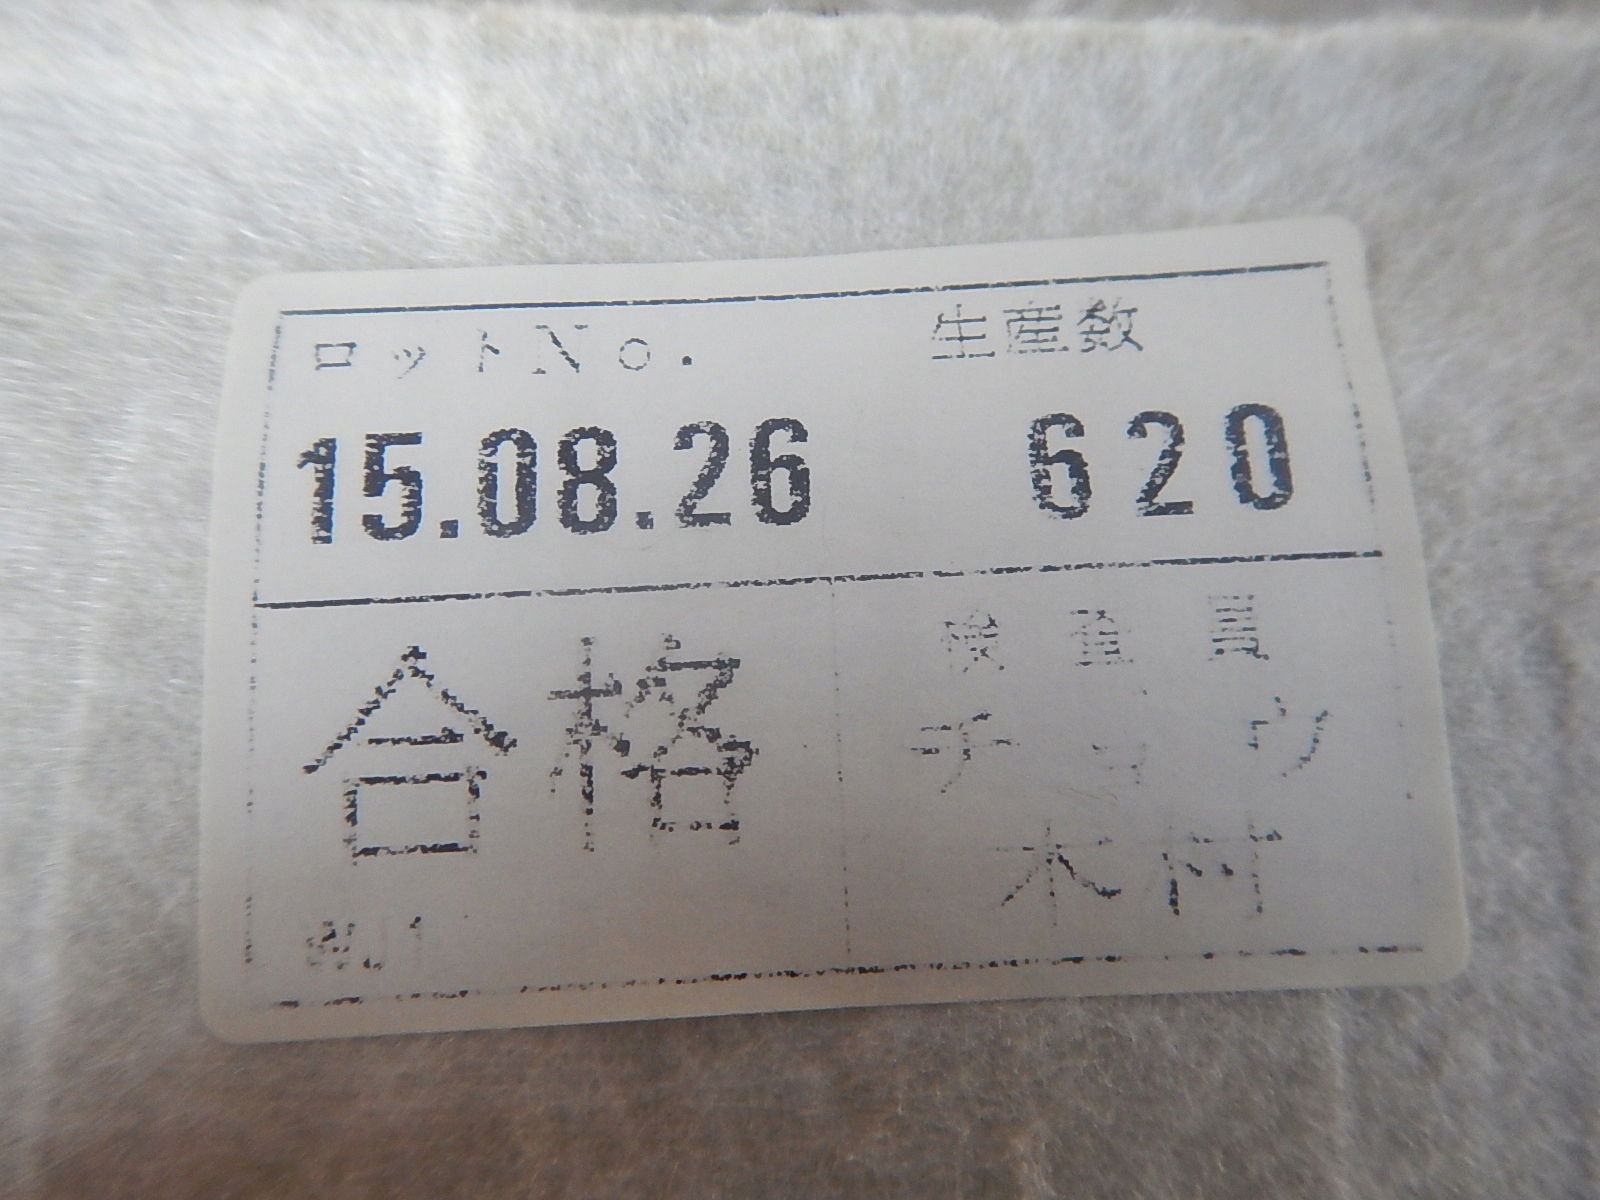 ロットNo.
生産数
15.08.26
620
合格
検査員
チョウ
木村